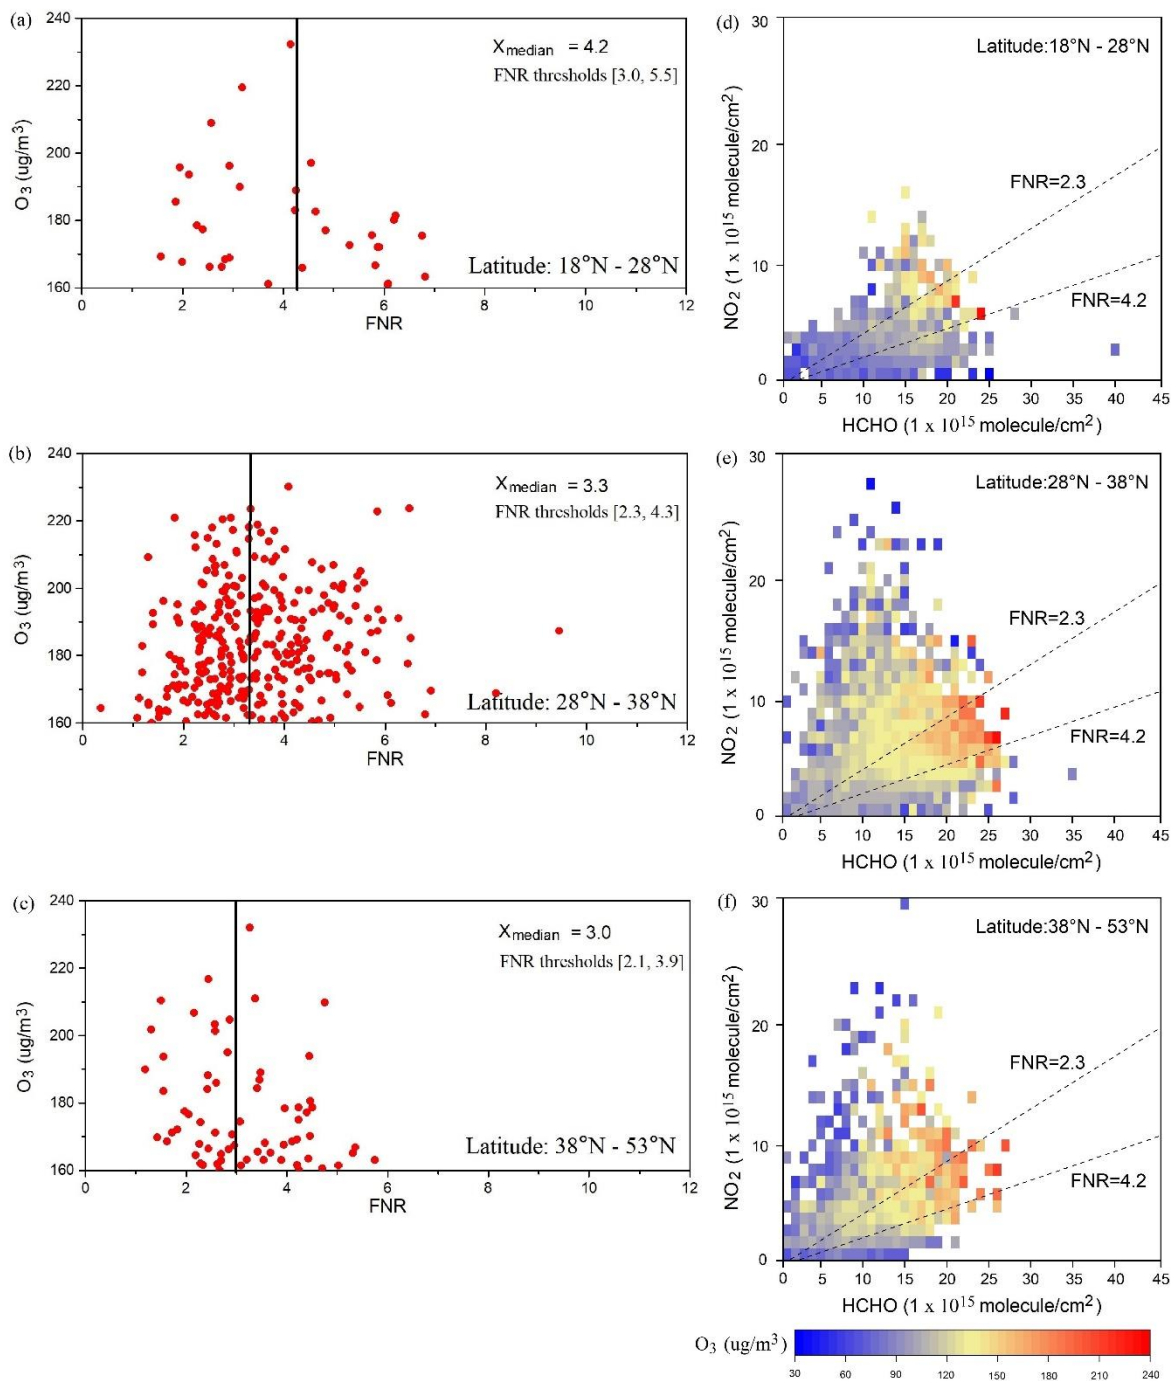 (a)
240
220
200
180
160
O3 (ug/m3)
Xmedian = 4.2
FNR thresholds [3.0, 5.5]
Latitude: 18°N - 28°N
0 2 4 6 8 10 12
FNR
(d)
30
20
10
0
NO2 (1 x 10^15 molecule/cm2)
Latitude:18°N - 28°N
FNR=2.3
FNR=4.2
0 5 10 15 20 25 30 35 40 45
HCHO (1 x 10^15 molecule/cm2)
(b)
240
220
200
180
160
O3 (ug/m3)
Xmedian = 3.3
FNR thresholds [2.3, 4.3]
Latitude: 28°N - 38°N
0 2 4 6 8 10 12
FNR
(e)
30
20
10
0
NO2 (1 x 10^15 molecule/cm2)
Latitude:28°N - 38°N
FNR=2.3
FNR=4.2
0 5 10 15 20 25 30 35 40 45
HCHO (1 x 10^15 molecule/cm2)
(c)
240
220
200
180
160
O3 (ug/m3)
Xmedian = 3.0
FNR thresholds [2.1, 3.9]
Latitude: 38°N - 53°N
0 2 4 6 8 10 12
FNR
(f)
30
20
10
0
NO2 (1 x 10^15 molecule/cm2)
Latitude:38°N - 53°N
FNR=2.3
FNR=4.2
0 5 10 15 20 25 30 35 40 45
HCHO (1 x 10^15 molecule/cm2)
O3 (ug/m3)
30 60 90 120 150 180 210 240